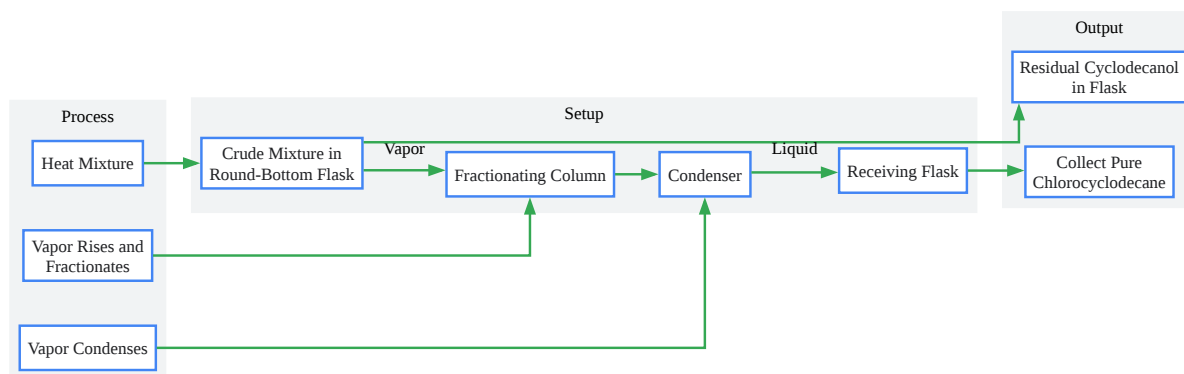 Process
Heat Mixture
Vapor Rises and
Fractionates
Vapor Condenses
Setup
Crude Mixture in
Round-Bottom Flask
Vapor
Fractionating Column
Condenser
Liquid
Receiving Flask
Output
Residual Cyclodecanol
in Flask
Collect Pure
Chlorocyclodecane